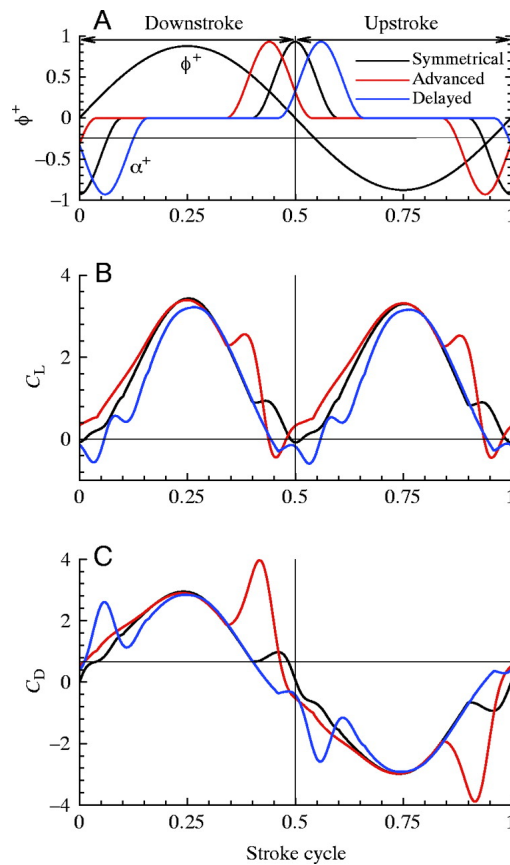 A
Downstroke
Upstroke
1
0.5
0
−0.5
−1
ϕ+
ϕ+
α+
Symmetrical
Advanced
Delayed
0
0.25
0.5
0.75
1
B
4
2
0
CL
0
0.25
0.5
0.75
1
C
4
2
0
−2
−4
CD
0
0.25
0.5
0.75
1
Stroke cycle